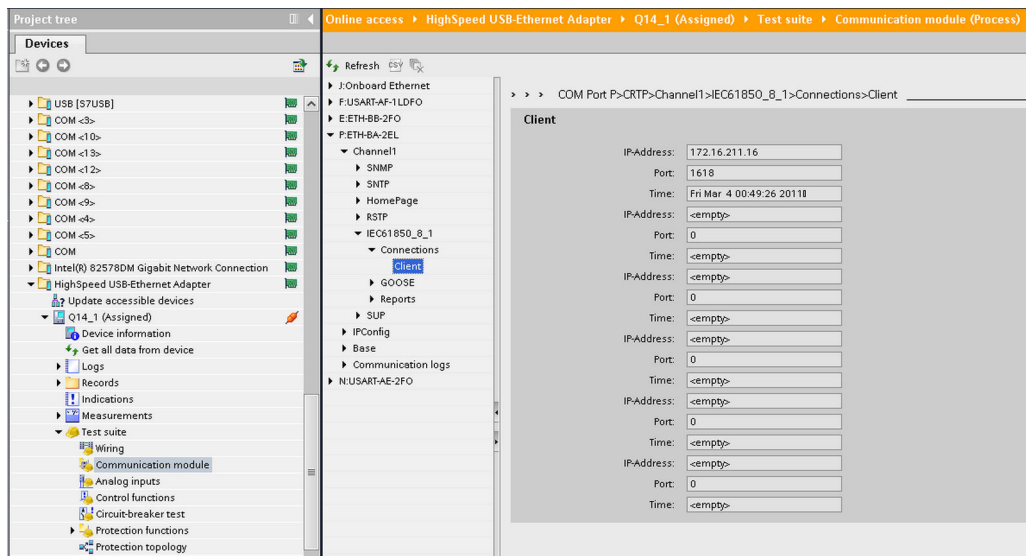 Project tree
Devices
USB [S7USB]
COM <3>
COM <10>
COM <13>
COM <12>
COM <8>
COM <9>
COM <4>
COM <5>
COM
Intel(R) 82578DM Gigabit Network Connection
HighSpeed USB-Ethernet Adapter
Update accessible devices
Q14_1 (Assigned)
Device information
Get all data from device
Logs
Records
Indications
Measurements
Test suite
Wiring
Communication module
Analog inputs
Control functions
Circuit-breaker test
Protection functions
Protection topology
Online access HighSpeed USB-Ethernet Adapter Q14_1 (Assigned) Test suite Communication module (Process)
Refresh CSV
J:Onboard Ethernet
F:USART-AF-1LDFO
E:ETH-BB-2FO
P:ETH-BA-2EL
Channel1
SNMP
SNTP
HomePage
RSTP
IEC61850_8_1
Connections
Client
GOOSE
Reports
SUP
IPConfig
Base
Communication logs
N:USART-AE-2FO
> > > COM Port P>CRTP>Channel1>IEC61850_8_1>Connections>Client
Client
IP-Address: 172.16.211.16
Port: 1618
Time: Fri Mar 4 00:49:26 2011
IP-Address: <empty>
Port: 0
Time: <empty>
IP-Address: <empty>
Port: 0
Time: <empty>
IP-Address: <empty>
Port: 0
Time: <empty>
IP-Address: <empty>
Port: 0
Time: <empty>
IP-Address: <empty>
Port: 0
Time: <empty>